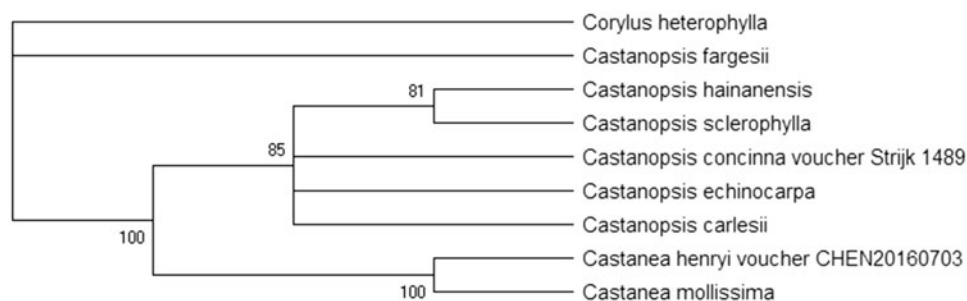 Corylus heterophylla
Castanopsis fargesii
81
Castanopsis hainanensis
Castanopsis sclerophylla
85
Castanopsis concinna voucher Strijk 1489
Castanopsis echinocarpa
Castanopsis carlesii
100
Castanea henryi voucher CHEN20160703
100
Castanea mollissima